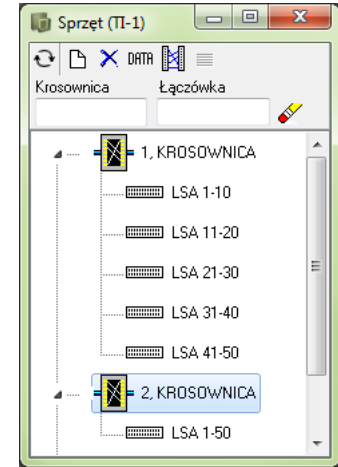 Sprzęt (TI-1)
DATA
Krosownica Łączówka
1, KROSOWNICA
LSA 1-10
LSA 11-20
LSA 21-30
LSA 31-40
LSA 41-50
2, KROSOWNICA
LSA 1-50